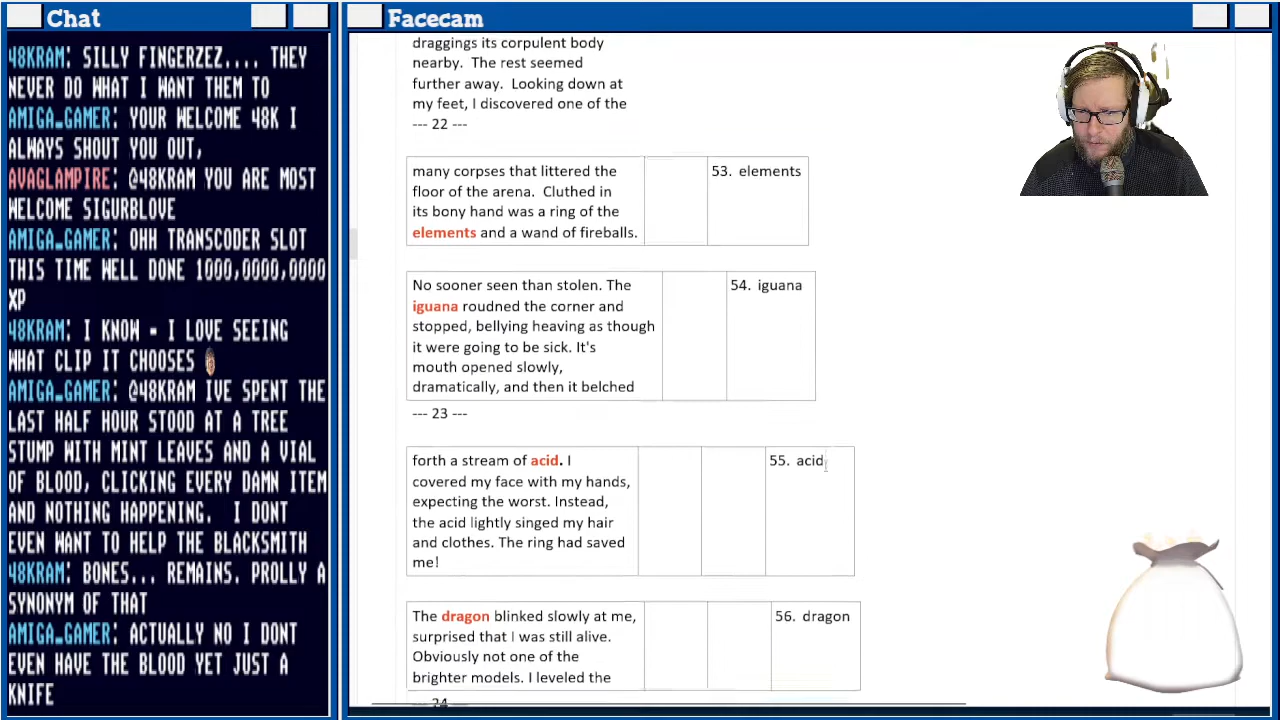 Chat
48KRAM: SILLY FINGERZEZ.... THEY
NEVER DO WHAT I WANT THEM TO
AMIGA_GAMER: YOUR WELCOME 48K I
ALWAYS SHOUT YOU OUT,
AVAGLAMPIRE: @48KRAM YOU ARE MOST
WELCOME SIGURBLOVE
AMIGA_GAMER: OHH TRANSCODER SLOT
THIS TIME WELL DONE 1000,0000,0000
XP
48KRAM: I KNOW - I LOVE SEEING
WHAT CLIP IT CHOOSES
AMIGA_GAMER: @48KRAM IVE SPENT THE
LAST HALF HOUR STOOD AT A TREE
STUMP WITH MINT LEAVES AND A VIAL
OF BLOOD, CLICKING EVERY DAMN ITEM
AND NOTHING HAPPENING. I DONT
EVEN WANT TO HELP THE BLACKSMITH
48KRAM: BONES... REMAINS. PROLLY A
SYNONYM OF THAT
AMIGA_GAMER: ACTUALLY NO I DONT
EVEN HAVE THE BLOOD YET JUST A
KNIFE
Facecam
draggings its corpulent body
nearby. The rest seemed
further away. Looking down at
my feet, I discovered one of the
--- 22 ---
many corpses that littered the
floor of the arena. Cluthed in
its bony hand was a ring of the
elements and a wand of fireballs.
53. elements
No sooner seen than stolen. The
iguana roudned the corner and
stopped, bellying heaving as though
it were going to be sick. It's
mouth opened slowly,
dramatically, and then it belched
54. iguana
--- 23 ---
forth a stream of acid. I
covered my face with my hands,
expecting the worst. Instead,
the acid lightly singed my hair
and clothes. The ring had saved
me!
55. acid
The dragon blinked slowly at me,
surprised that I was still alive.
Obviously not one of the
brighter models. I leveled the
56. dragon
--- 24 ---